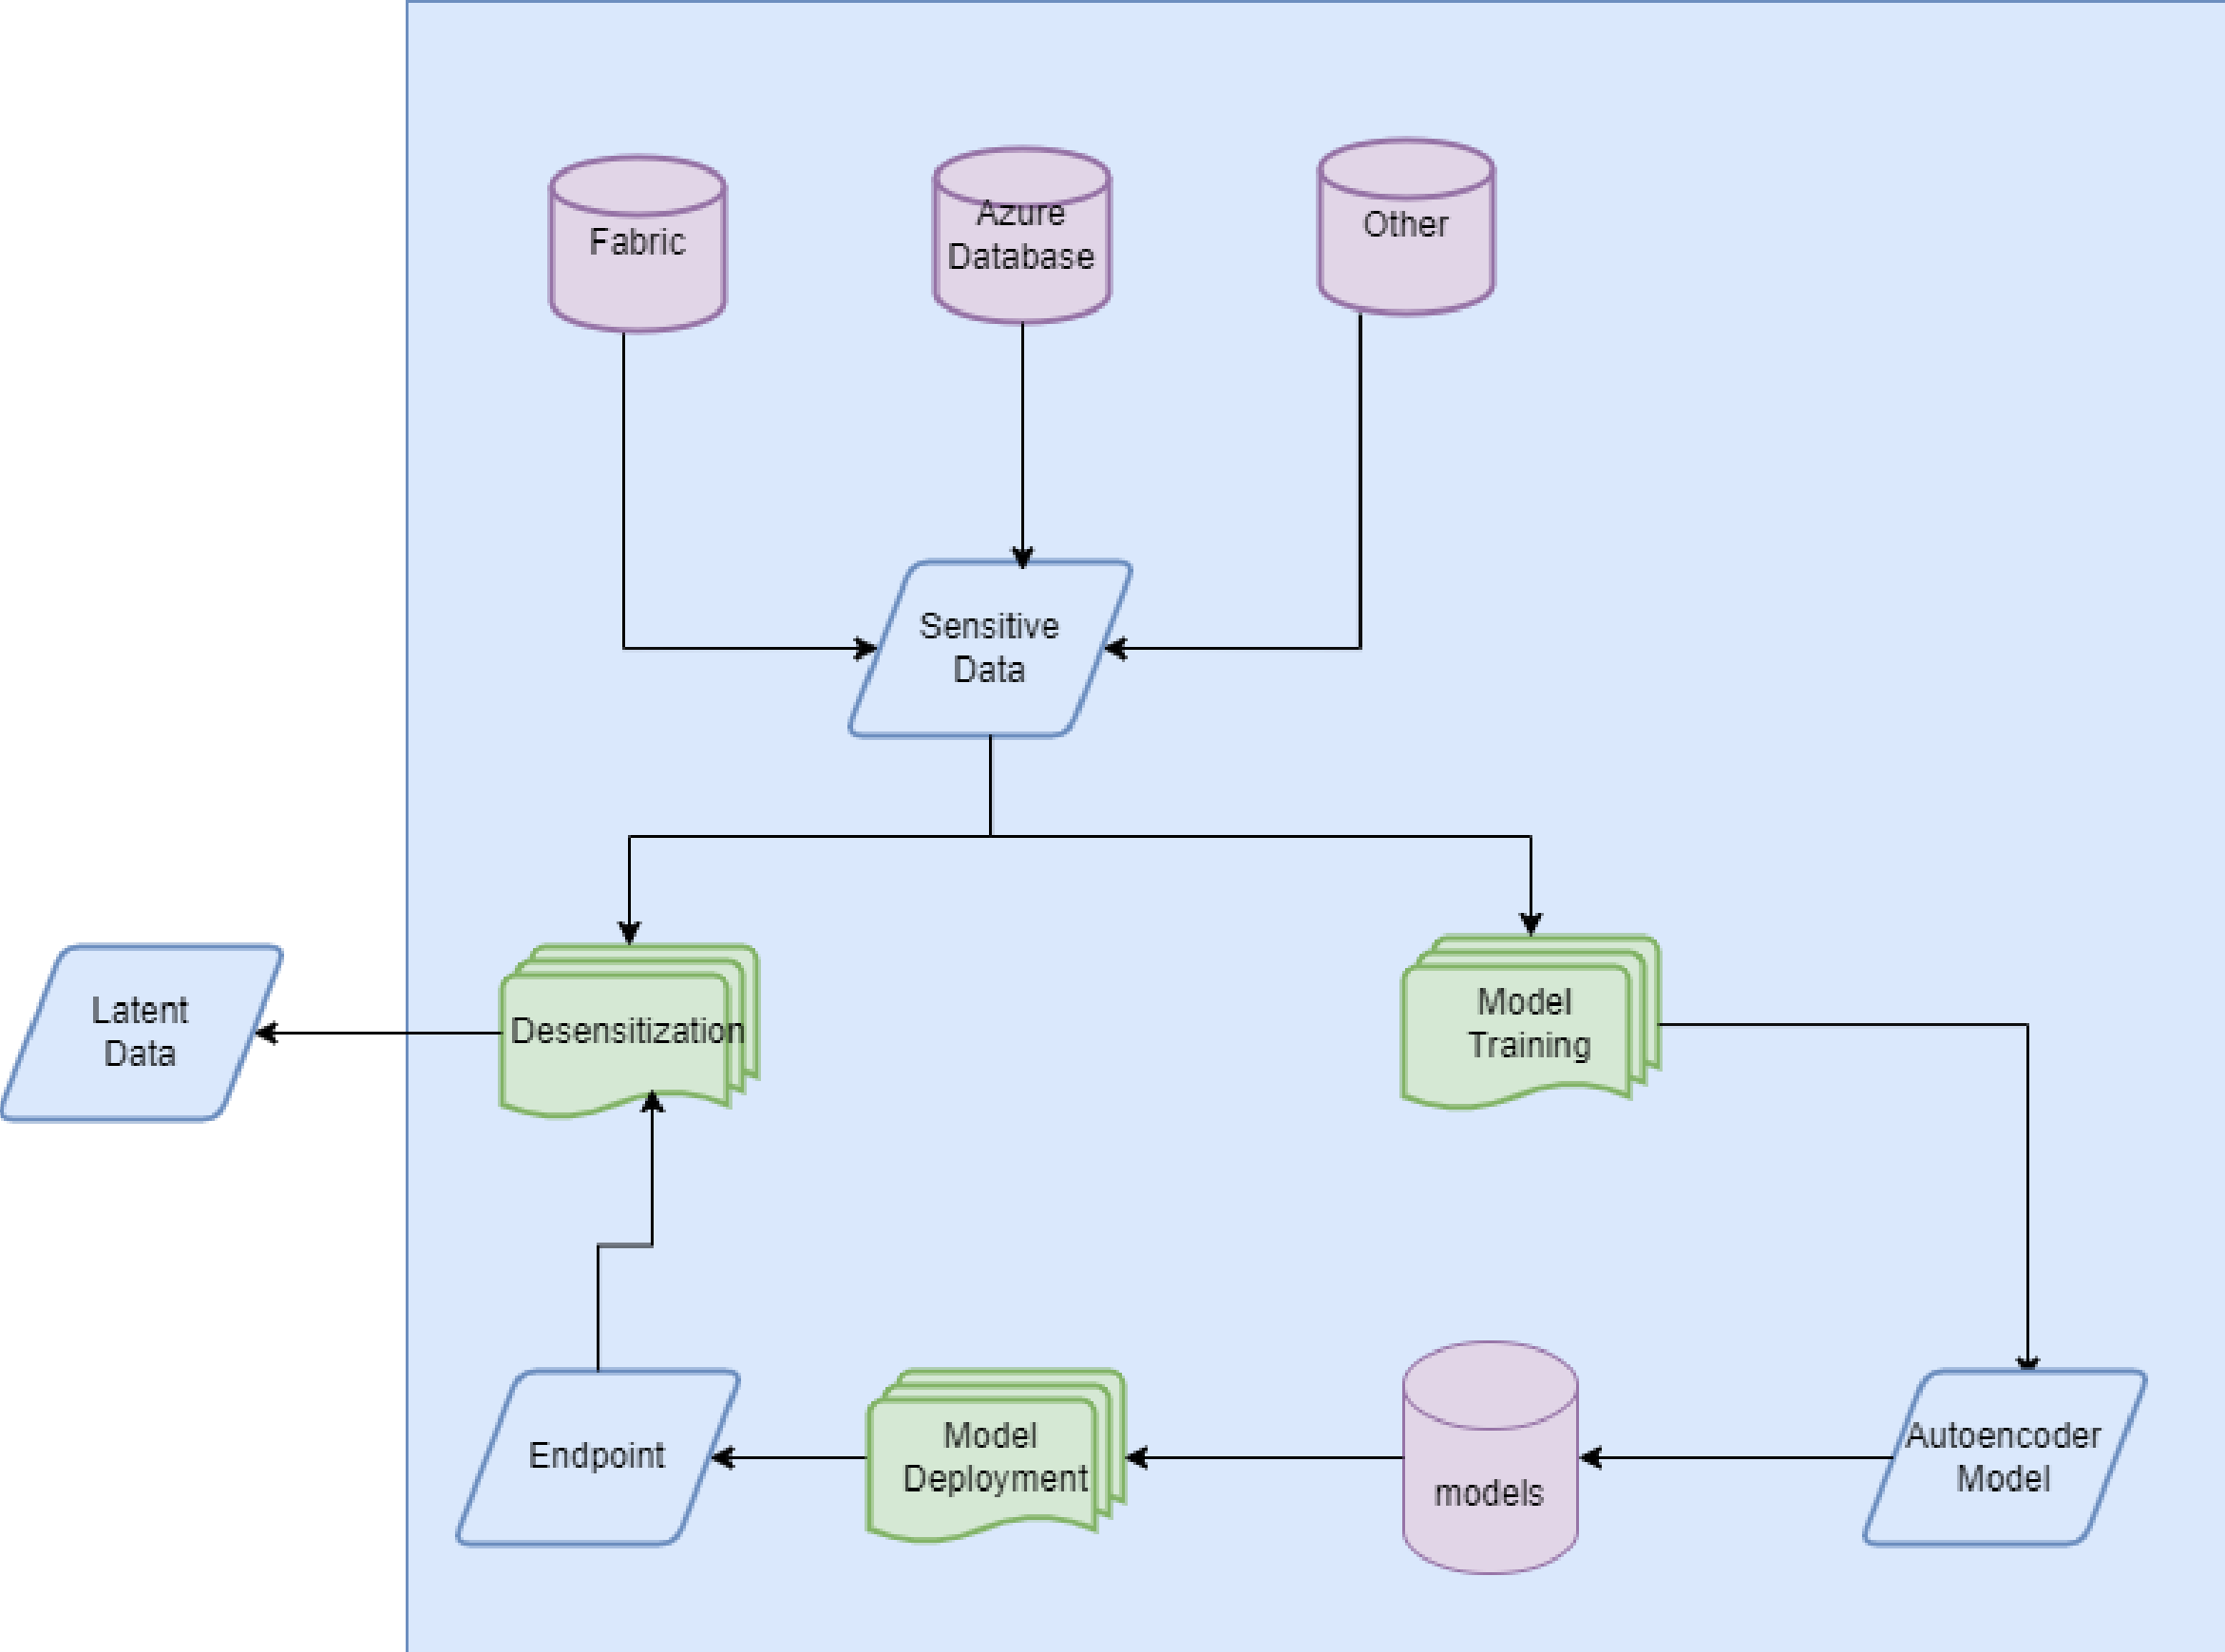 Fabric
Azure
Database
Other
Sensitive
Data
Latent
Data
Desensitization
Model
Training
Endpoint
Model
Deployment
models
Autoencoder
Model